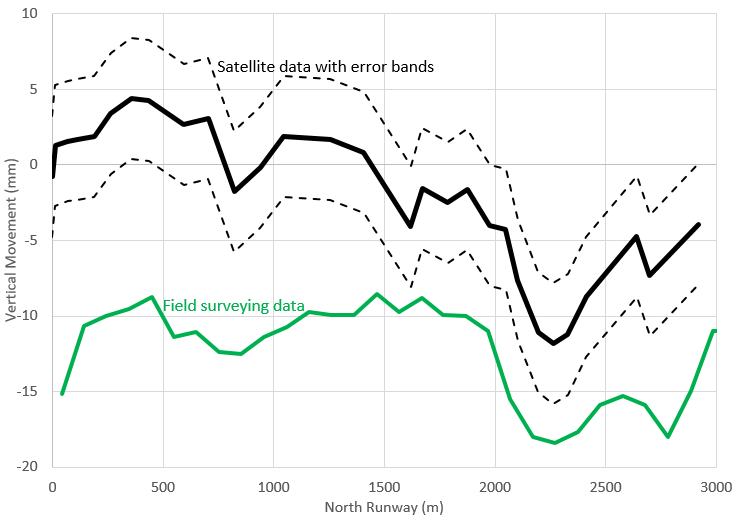 10
Satellite data with error bands
5
0
Vertical Movement (mm)
-5
Field surveying data
-10
-15
-20
0 500 1000 1500 2000 2500 3000
North Runway (m)